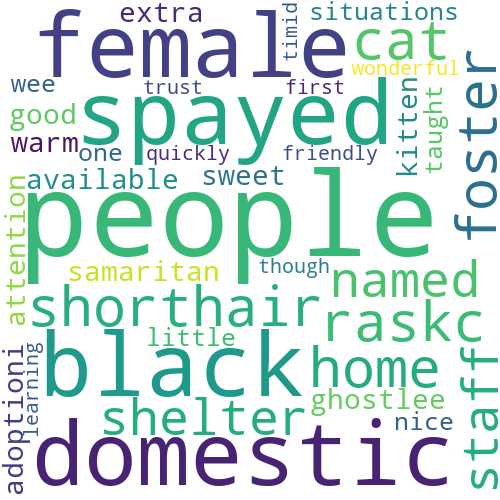 extra
situations
timid
female
cat
wonderful
wee
trust
first
foster
spayed
kitten
taught
good
warm
one
quickly
friendly
available
sweet
people
attention
samaritan
though
named
shorthair
raskc
little
black
home
staff
learning
adoptioni
ghostlee
shelter
nice
domestic